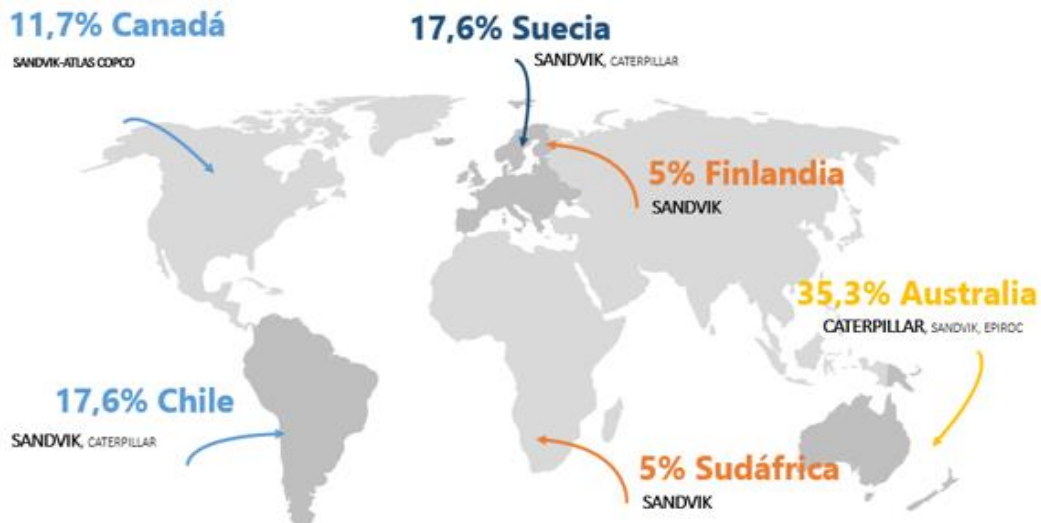 11,7% Canadá
SANDVIK-ATLAS COPCO
17,6% Suecia
SANDVIK, CATERPILLAR
5% Finlandia
SANDVIK
35,3% Australia
CATERPILLAR, SANDVIK, EPIROC
17,6% Chile
SANDVIK, CATERPILLAR
5% Sudáfrica
SANDVIK